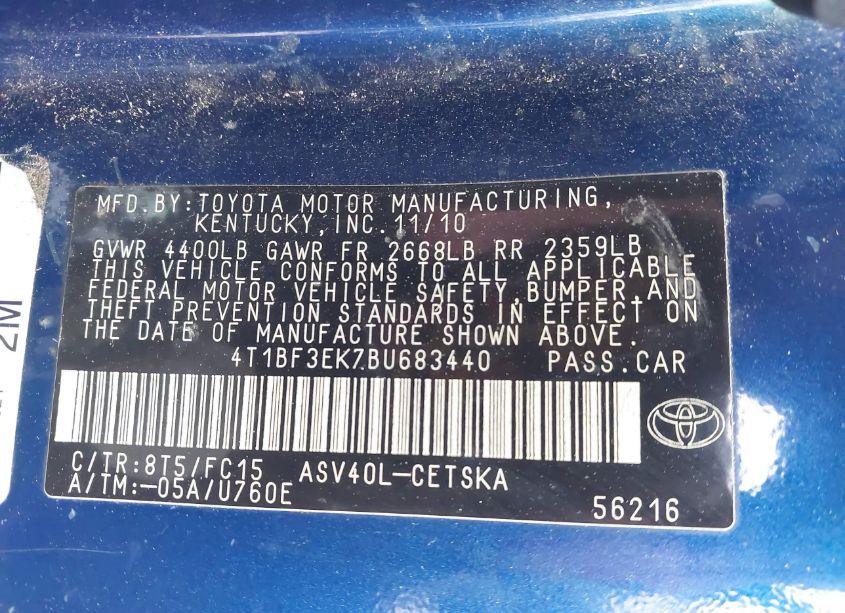 MFD.BY:TOYOTA MOTOR MANUFACTURING,
KENTUCKY,INC.11/10
GVWR 4400LB GAWR FR 2668LB RR 2359LB
THIS VEHICLE CONFORMS TO ALL APPLICABLE
FEDERAL MOTOR VEHICLE SAFETY,BUMPER,AND
THEFT PREVENTION STANDARDS IN EFFECT ON
THE DATE OF MANUFACTURE SHOWN ABOVE.
4T1BF3EK7BU683440 PASS.CAR
C/TR:8T5/FC15 ASV40L-CETSKA
A/TM:-05A/U760E
56216
2M